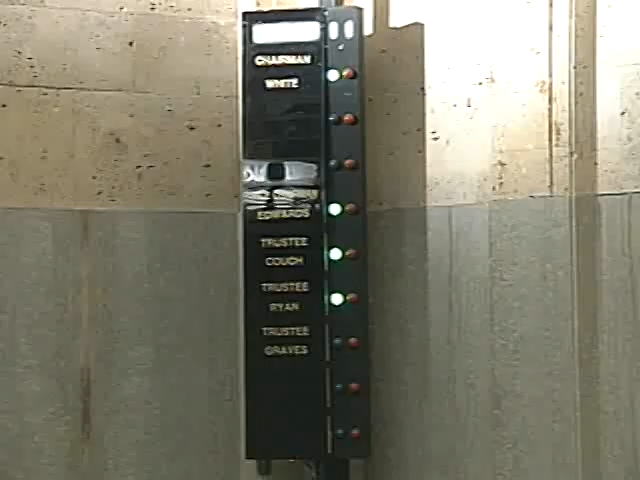 CHAIRMAN
WHITE
EDWARDS
TRUSTEE
COUCH
TRUSTEE
RYAN
TRUSTEE
GRAVES